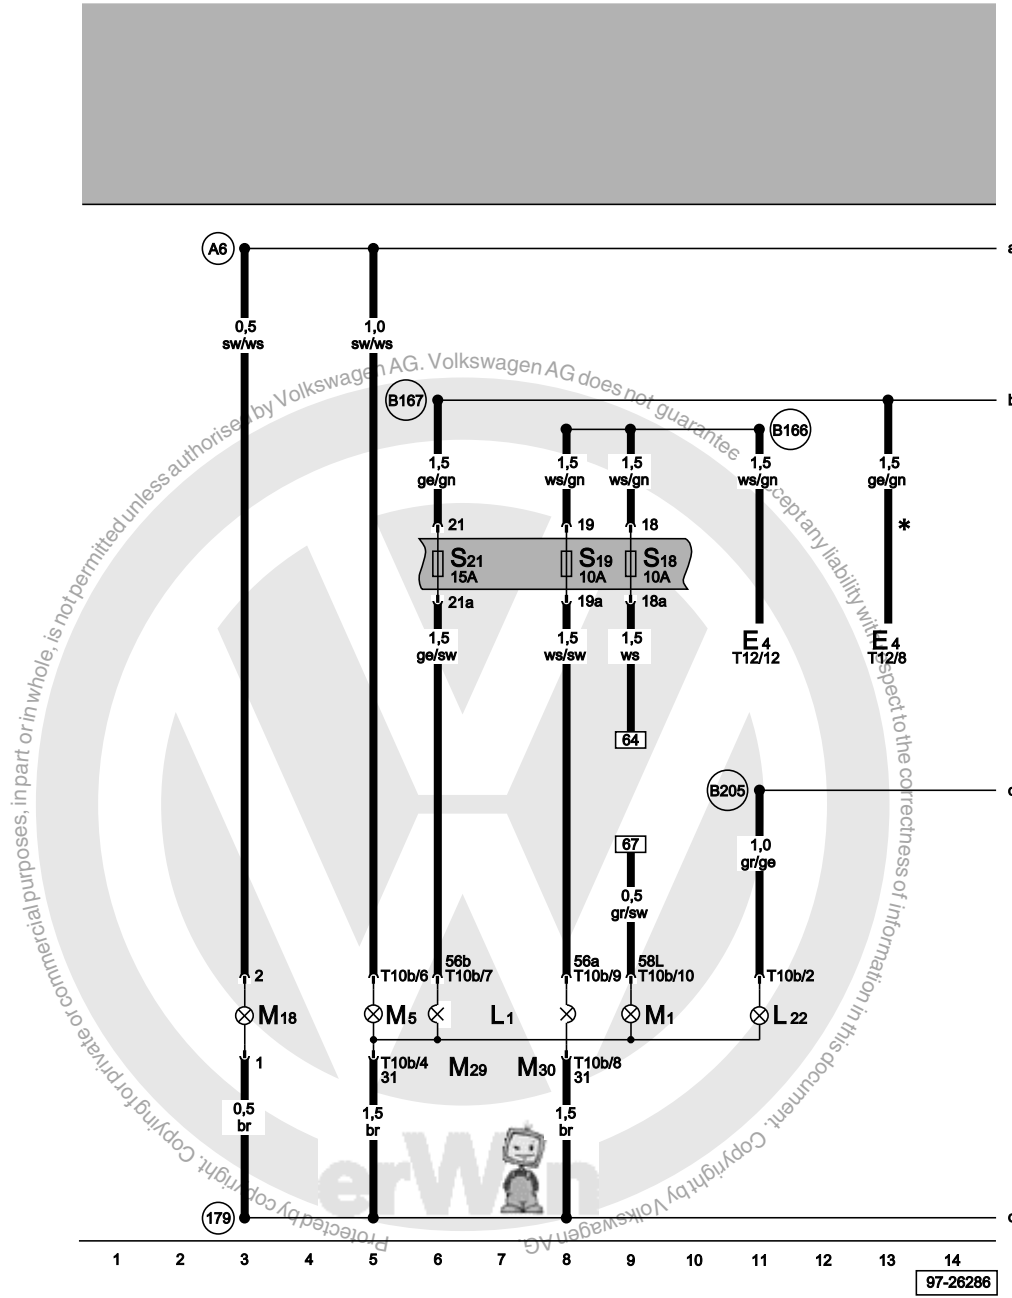 A6
a
0,5
sw/ws
1,0
sw/ws
B167
b
B166
1,5
ge/gn
1,5
ws/gn
1,5
ws/gn
1,5
ws/gn
1,5
ge/gn
21
19
18
*
S21
15A
S19
10A
S18
10A
21a
19a
18a
1,5
ge/sw
1,5
ws/sw
1,5
ws
E4
T12/12
E4
T12/8
64
B205
67
1,0
gr/ge
0,5
gr/sw
2
T10b/6
56b
T10b/7
56a
T10b/9
58L
T10b/10
T10b/2
M18
M5
L1
M1
L22
1
T10b/4
31
M29
M30
T10b/8
31
0,5
br
1,5
br
1,5
br
179
1 2 3 4 5 6 7 8 9 10 11 12 13 14
97-26286
erWin
Protected by copyright. Copying for private or commercial purposes, in part or in whole, is not permitted unless authorised by Volkswagen AG. Volkswagen AG does not guarantee
cept any liability with respect to the correctness of information in this document. Copyright by Volkswagen AG.